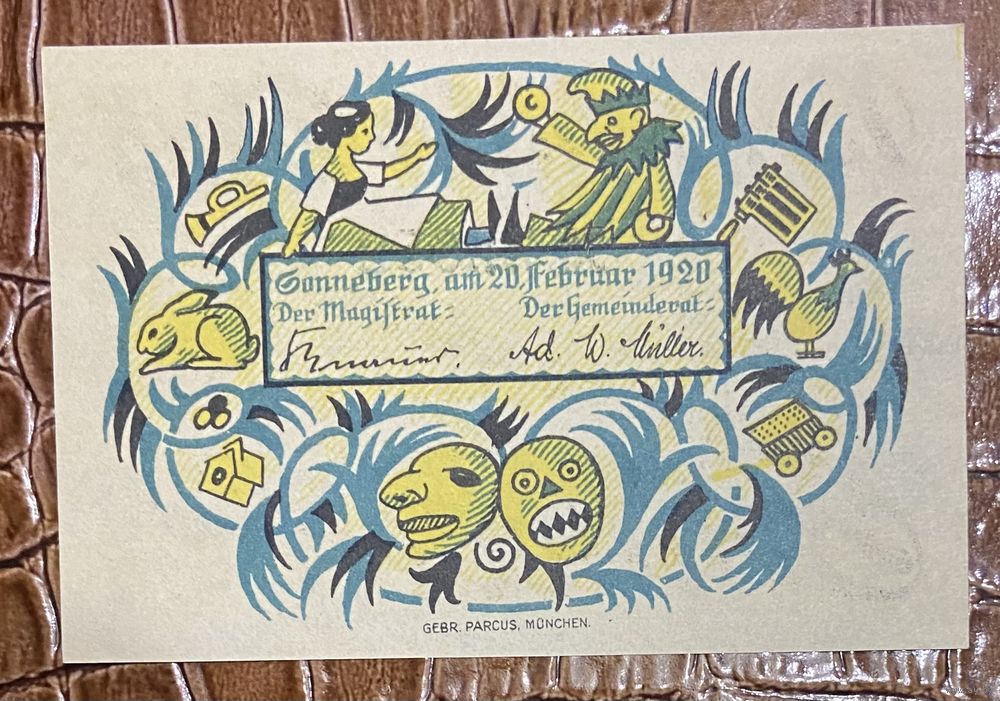 C
Sonneberg, am 20. Februar 1920
Der Magistrat: Der Gemeinderat:
Ad. W. Müller.
GEBR. PARCUS, MÜNCHEN.